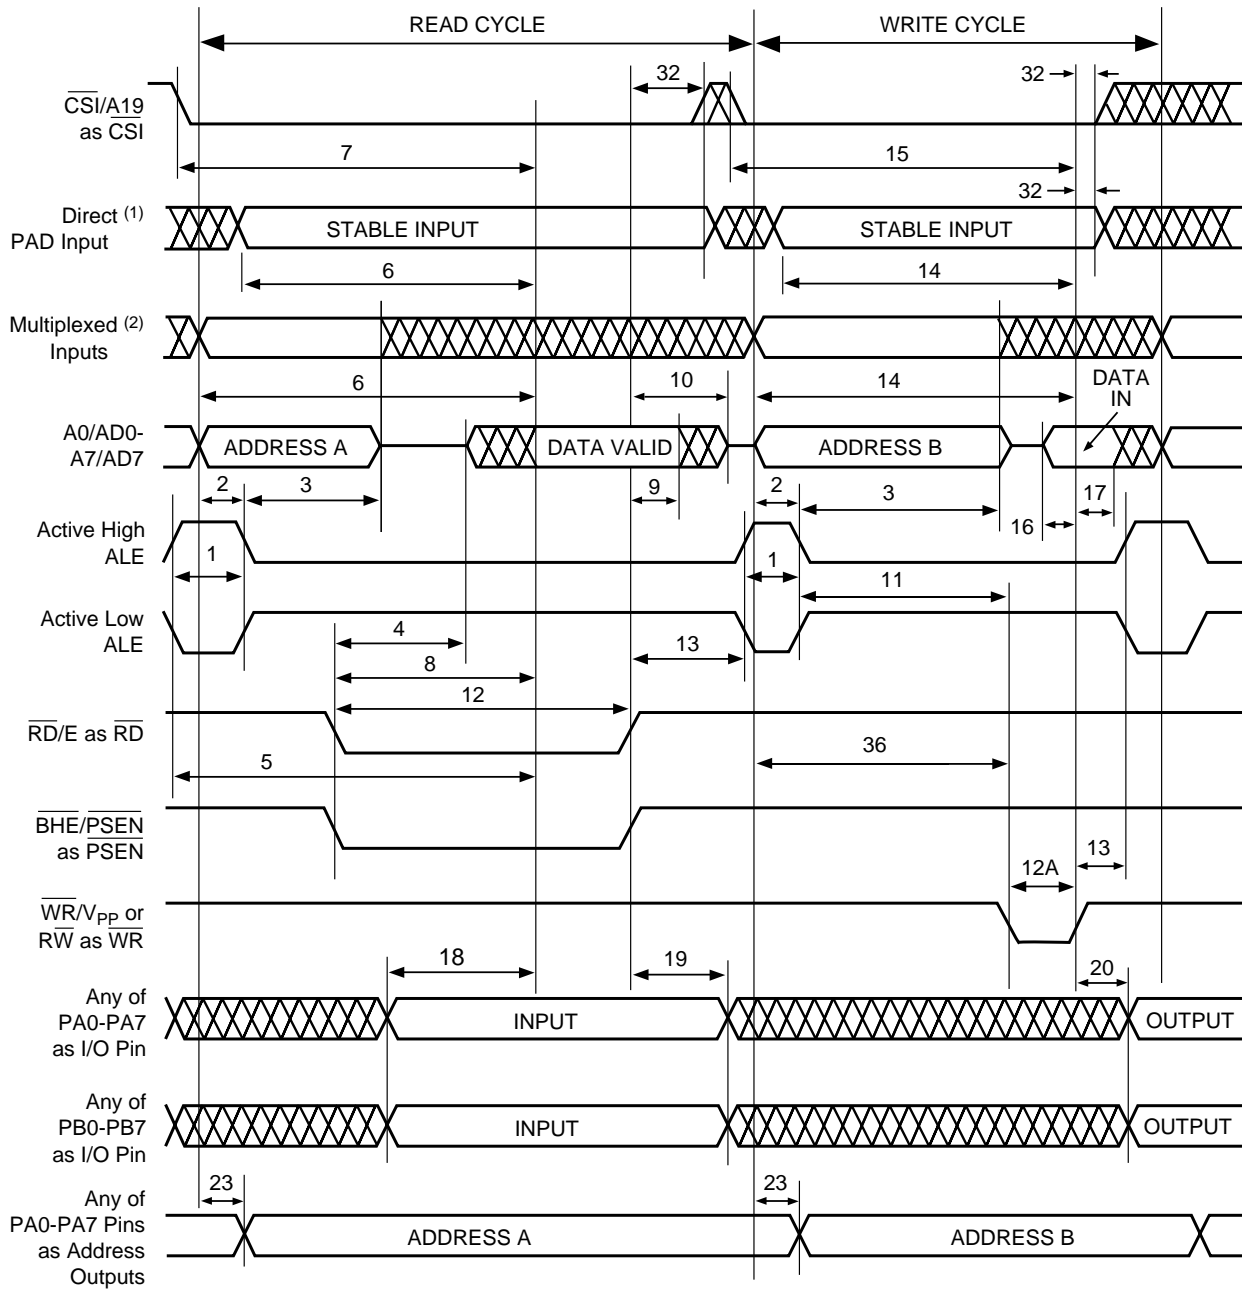 READ CYCLE
WRITE CYCLE
32
32
CSI/A19
as CSI
7
15
32
Direct (1)
PAD Input
STABLE INPUT
STABLE INPUT
6
14
Multiplexed (2)
Inputs
6
10
14
DATA
IN
A0/AD0-
A7/AD7
ADDRESS A
DATA VALID
ADDRESS B
2
3
9
2
3
17
16
Active High
ALE
1
1
11
Active Low
ALE
4
13
8
12
RD/E as RD
36
5
BHE/PSEN
as PSEN
13
12A
WR/VPP or
RW as WR
18
19
20
Any of
PA0-PA7
as I/O Pin
INPUT
OUTPUT
Any of
PB0-PB7
as I/O Pin
INPUT
OUTPUT
23
23
Any of
PA0-PA7 Pins
as Address
Outputs
ADDRESS A
ADDRESS B